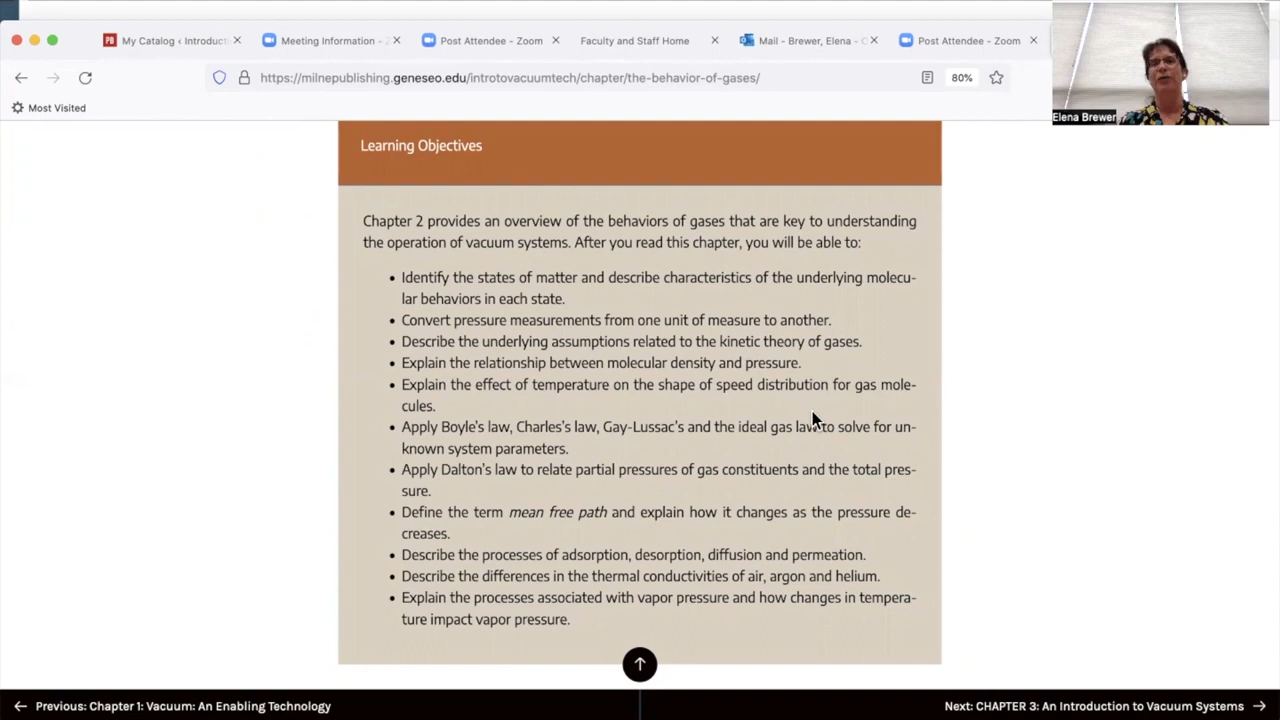 My Catalog ‹ Introduct
Meeting Information - Z
Post Attendee - Zoom
Faculty and Staff Home
Mail - Brewer, Elena - O
Post Attendee - Zoom
https://milnepublishing.geneseo.edu/introtovacuumtech/chapter/the-behavior-of-gases/
80%
Elena Brewer
Most Visited
Learning Objectives
Chapter 2 provides an overview of the behaviors of gases that are key to understanding
the operation of vacuum systems. After you read this chapter, you will be able to:
• Identify the states of matter and describe characteristics of the underlying molecu-
lar behaviors in each state.
• Convert pressure measurements from one unit of measure to another.
• Describe the underlying assumptions related to the kinetic theory of gases.
• Explain the relationship between molecular density and pressure.
• Explain the effect of temperature on the shape of speed distribution for gas mole-
cules.
• Apply Boyle's law, Charles's law, Gay-Lussac's and the ideal gas law to solve for un-
known system parameters.
• Apply Dalton's law to relate partial pressures of gas constituents and the total pres-
sure.
• Define the term mean free path and explain how it changes as the pressure de-
creases.
• Describe the processes of adsorption, desorption, diffusion and permeation.
• Describe the differences in the thermal conductivities of air, argon and helium.
• Explain the processes associated with vapor pressure and how changes in tempera-
ture impact vapor pressure.
Previous: Chapter 1: Vacuum: An Enabling Technology
Next: CHAPTER 3: An Introduction to Vacuum Systems